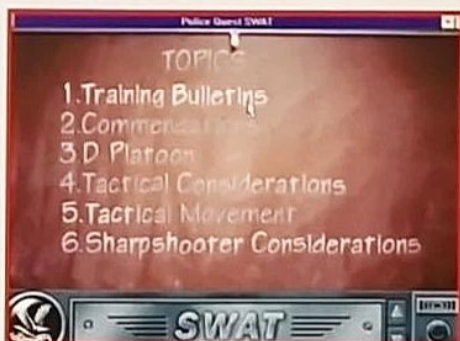 Police Quest SWAT
TOPICS
1.Training Bulletins
2.Commendations
3 D Platoon
4.Tactical Considerations
5.Tactical Movement
6.Sharpshooter Considerations
SWAT